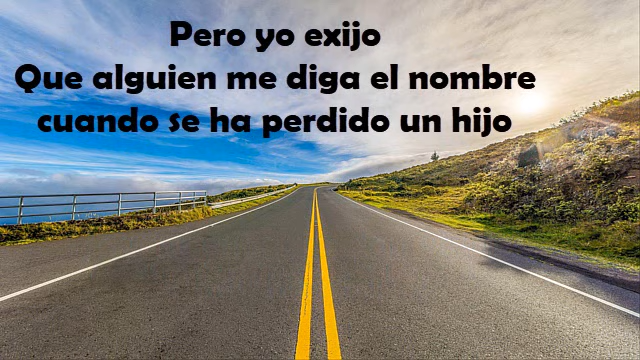 Pero yo exijo
Que alguien me diga el nombre
cuando se ha perdido un hijo